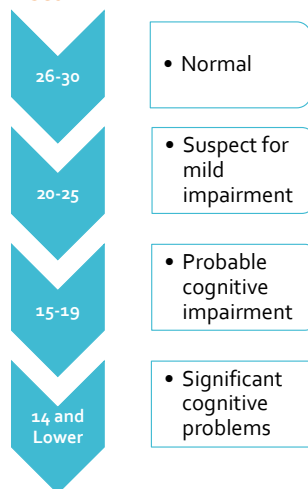 26-30
• Normal
20-25
• Suspect for
mild
impairment
15-19
• Probable
cognitive
impairment
14 and
Lower
• Significant
cognitive
problems